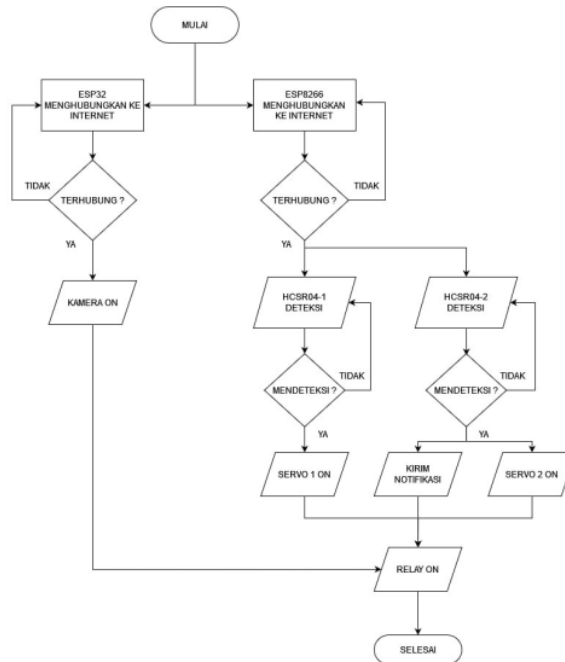 MULAI
ESP32
MENGHUBUNGKAN KE
INTERNET
ESP8266
MENGHUBUNGKAN
KE INTERNET
TIDAK
TERHUBUNG ?
TERHUBUNG ?
TIDAK
YA
YA
KAMERA ON
HCSR04-1
DETEKSI
HCSR04-2
DETEKSI
MENDETEKSI ?
TIDAK
MENDETEKSI ?
TIDAK
YA
YA
SERVO 1 ON
KIRIM
NOTIFIKASI
SERVO 2 ON
RELAY ON
SELESAI